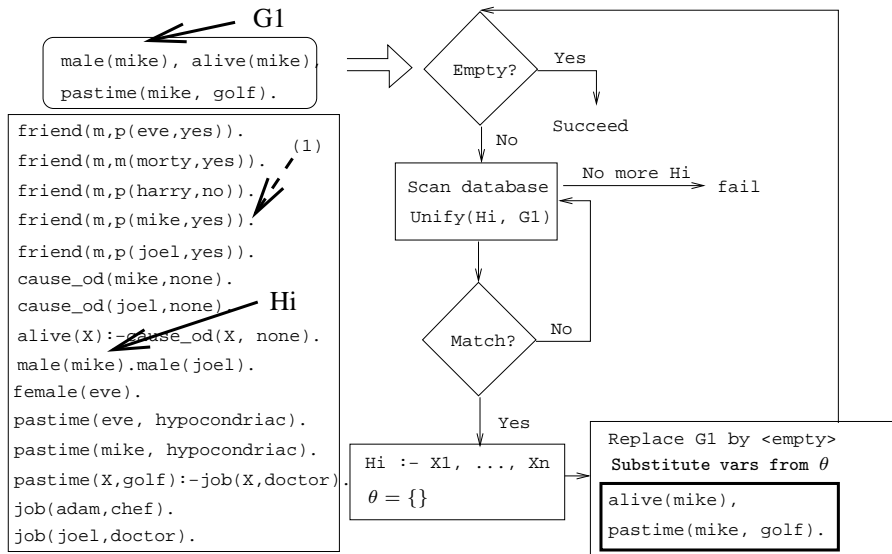 G1
male(mike), alive(mike),
pastime(mike, golf).
friend(m,p(eve,yes)).
friend(m,m(morty,yes)).
(1)
friend(m,p(harry,no)).
friend(m,p(mike,yes)).
friend(m,p(joel,yes)).
cause_od(mike,none).
cause_od(joel,none).
Hi
alive(X):-cause_od(X, none).
male(mike).male(joel).
female(eve).
pastime(eve, hypocondriac).
pastime(mike, hypocondriac).
pastime(X,golf):-job(X,doctor).
job(adam,chef).
job(joel,doctor).
Empty?
Yes
Succeed
No
Scan database
Unify(Hi, G1)
No more Hi
fail
Match?
No
Yes
Hi :- X1, ..., Xn
θ = {}
Replace G1 by <empty>
Substitute vars from θ
alive(mike),
pastime(mike, golf).